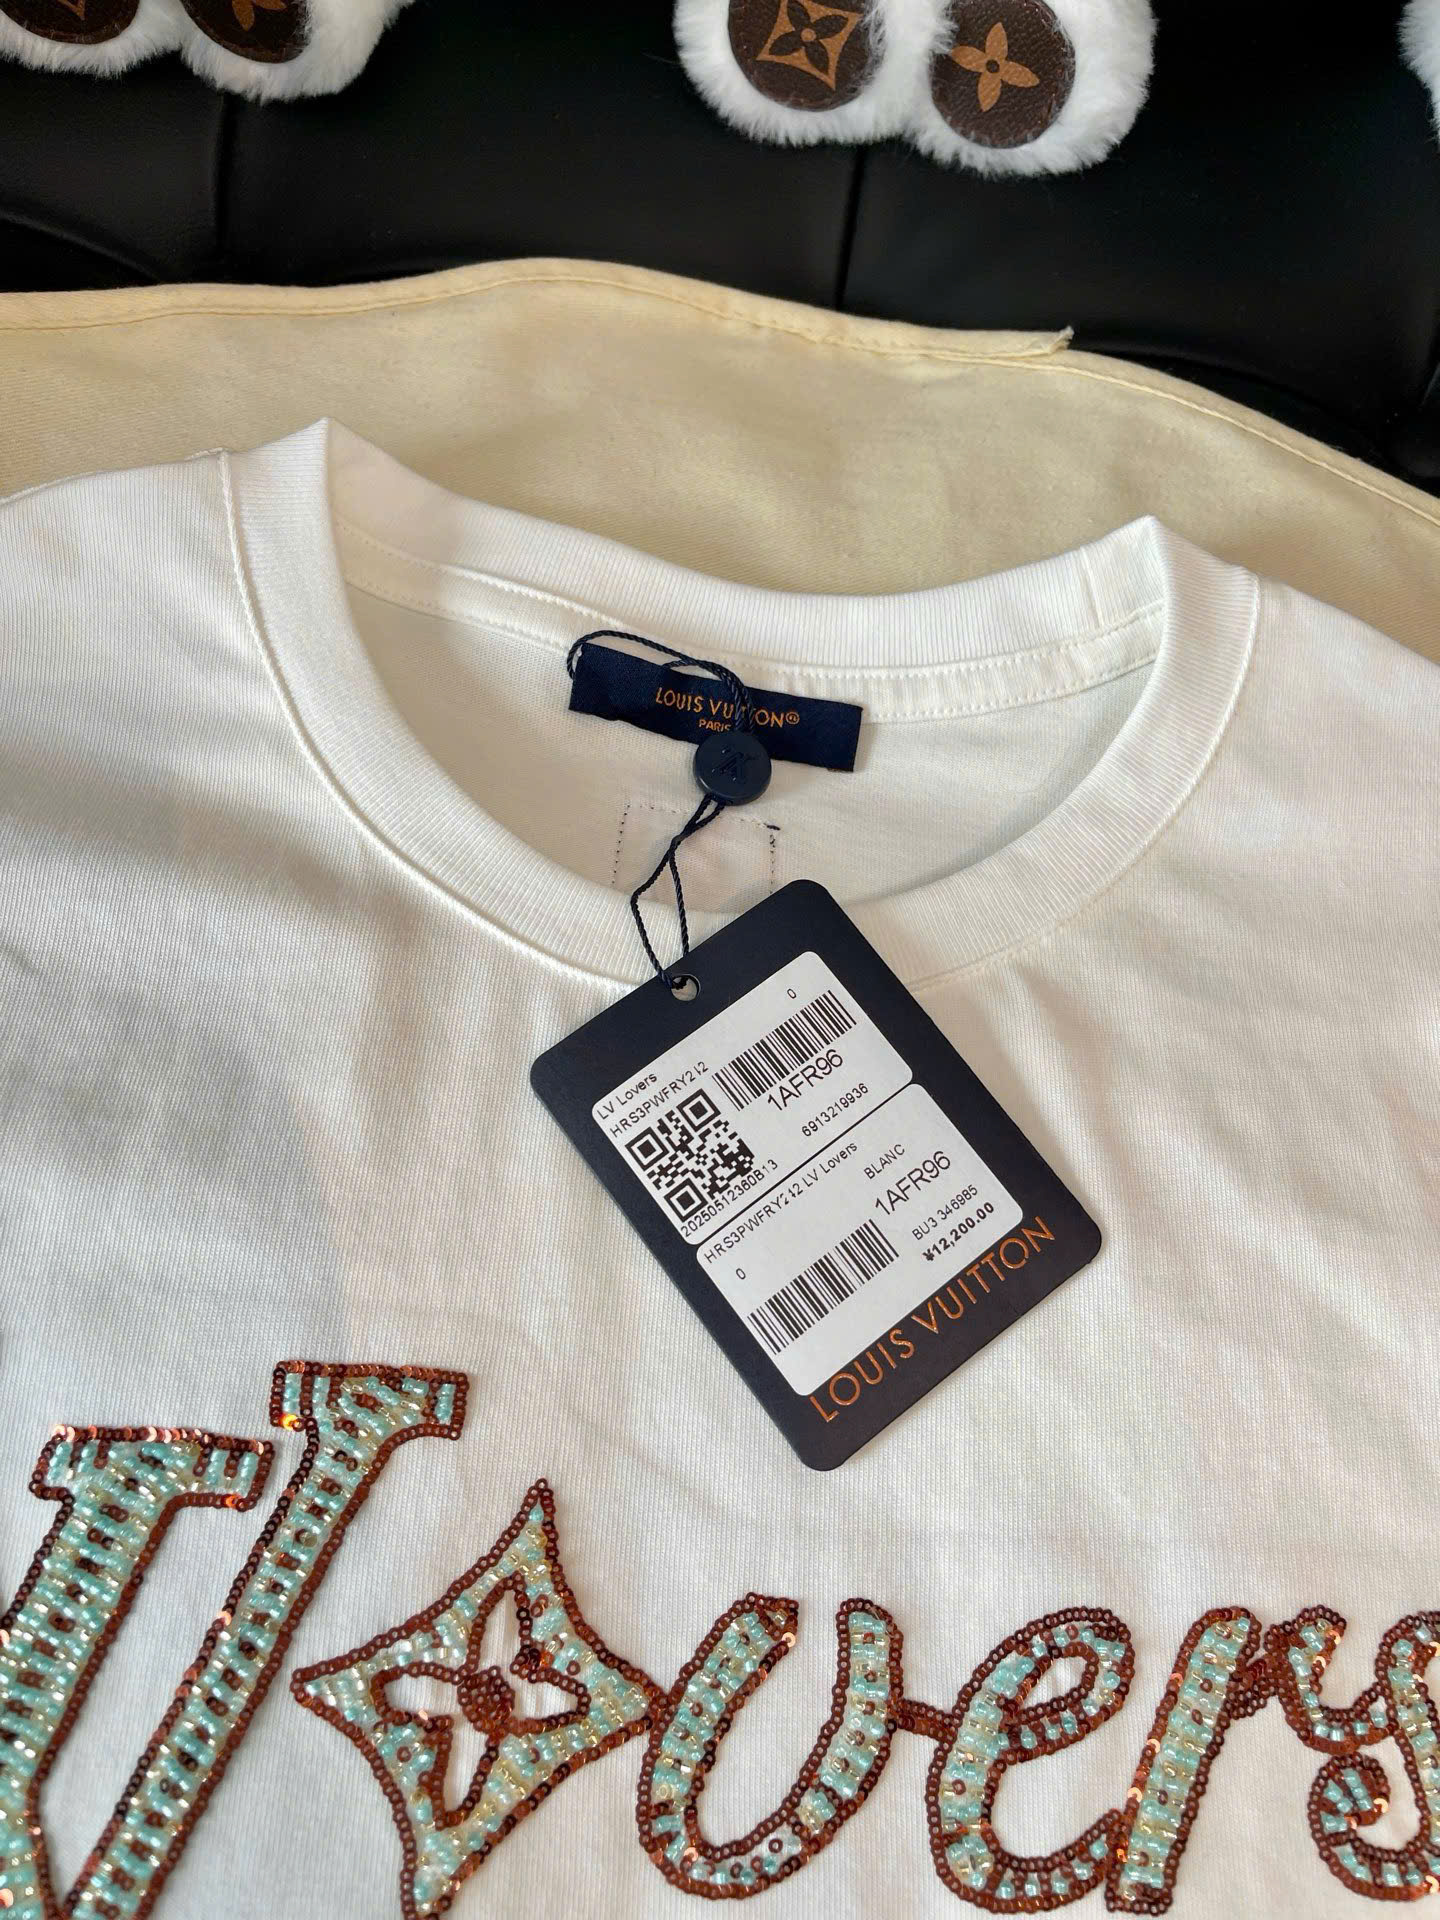 LOUIS VUITTON®
PARIS
LV Lovers
HRS3PWFRY212
0
1AFR96
6913219936
20250512360B13
HRS3PWFRY212 LV Lovers
BLANC
0
1AFR96
BU3 346985
¥12,200.00
LOUIS VUITTON
lovers